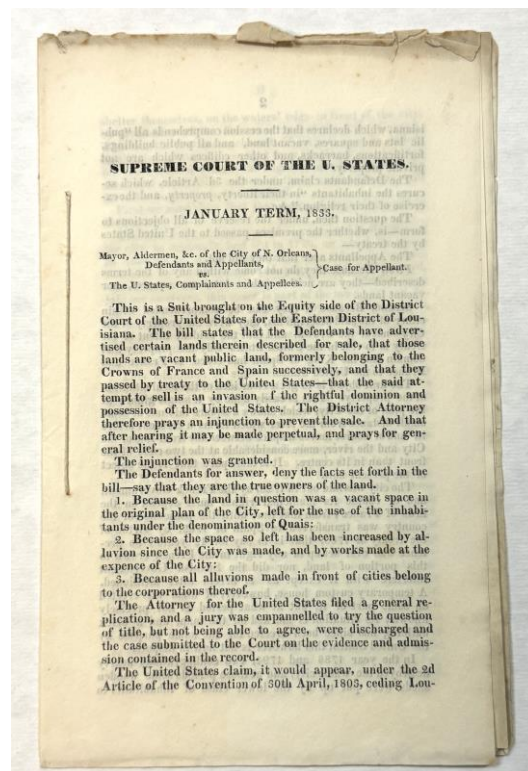 SUPREME COURT OF THE U. STATES.
JANUARY TERM, 1833.
Mayor, Aldermen, &c. of the City of N. Orleans,
Defendants and Appellants,
vs.
The U. States, Complainants and Appellees.
Case for Appellant.
This is a Suit brought on the Equity side of the District
Court of the United States for the Eastern District of Lou-
isiana. The bill states that the Defendants have adver-
tised certain lands therein described for sale, that those
lands are vacant public land, formerly belonging to the
Crowns of France and Spain successively, and that they
passed by treaty to the United States—that the said at-
tempt to sell is an invasion f the rightful dominion and
possession of the United States. The District Attorney
therefore prays an injunction to prevent the sale. And that
after hearing it may be made perpetual, and prays for gen-
eral relief.
The injunction was granted.
The Defendants for answer, deny the facts set forth in the
bill—say that they are the true owners of the land.
1. Because the land in question was a vacant space in
the original plan of the City, left for the use of the inhabi-
tants under the denomination of Quais:
2. Because the space so left has been increased by al-
luvion since the City was made, and by works made at the
expence of the City:
3. Because all alluvions made in front of cities belong
to the corporations thereof.
The Attorney for the United States filed a general re-
plication, and a jury was empannelled to try the question
of title, but not being able to agree, were discharged and
the case submitted to the Court on the evidence and admis-
sion contained in the record.
The United States claim, it would appear, under the 2d
Article of the Convention of 30th April, 1803, ceding Lou-